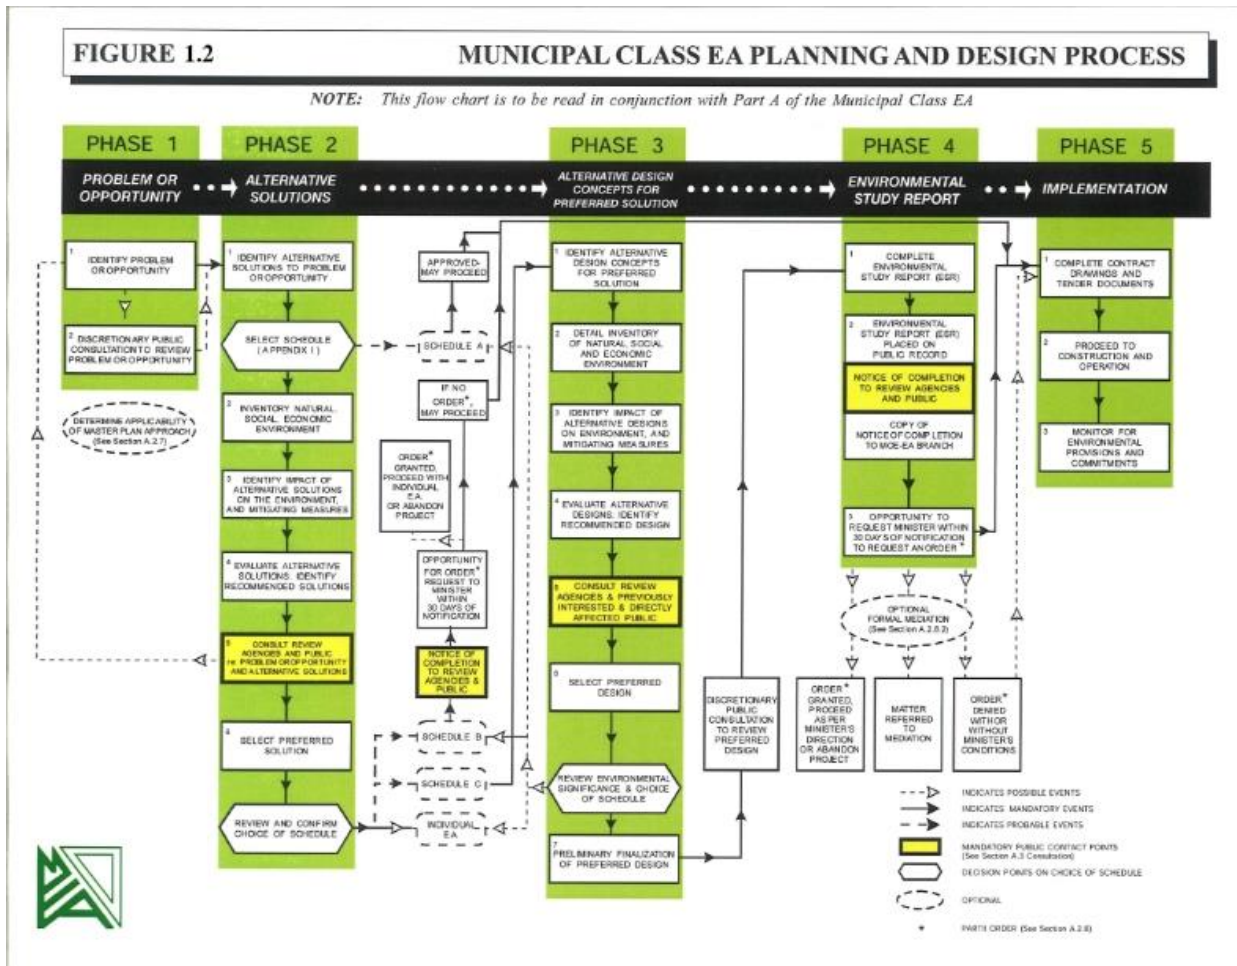 FIGURE 1.2
MUNICIPAL CLASS EA PLANNING AND DESIGN PROCESS
NOTE: This flow chart is to be read in conjunction with Part A of the Municipal Class EA
PHASE 1
PROBLEM OR
OPPORTUNITY
1
IDENTIFY PROBLEM
OR OPPORTUNITY
2
DISCRETIONARY PUBLIC
CONSULTATION TO REVIEW
PROBLEM OR OPPORTUNITY
DETERMINE APPLICABILITY
OF MASTER PLAN APPROACH
(See Section A.2.7)
PHASE 2
ALTERNATIVE
SOLUTIONS
1
IDENTIFY ALTERNATIVE
SOLUTIONS TO PROBLEM
OR OPPORTUNITY
SELECT SCHEDULE
(APPENDIX I)
2
INVENTORY NATURAL,
SOCIAL, ECONOMIC
ENVIRONMENT
3
IDENTIFY IMPACT OF
ALTERNATIVE SOLUTIONS
ON THE ENVIRONMENT,
AND MITIGATING MEASURES
4
EVALUATE ALTERNATIVE
SOLUTIONS: IDENTIFY
RECOMMENDED SOLUTIONS
5
CONSULT REVIEW
AGENCIES AND PUBLIC
re: PROBLEM OR OPPORTUNITY
AND ALTERNATIVE SOLUTIONS
6
SELECT PREFERRED
SOLUTION
REVIEW AND CONFIRM
CHOICE OF SCHEDULE
APPROVED-
MAY PROCEED
SCHEDULE A
IF NO
ORDER*,
MAY PROCEED
ORDER*
GRANTED,
PROCEED WITH
INDIVIDUAL
E.A.
OR ABANDON
PROJECT
OPPORTUNITY
FOR ORDER*
REQUEST TO
MINISTER
WITHIN
30 DAYS OF
NOTIFICATION
NOTICE OF
COMPLETION
TO REVIEW
AGENCIES &
PUBLIC
SCHEDULE B
SCHEDULE C
INDIVIDUAL
E.A.
PHASE 3
ALTERNATIVE DESIGN
CONCEPTS FOR
PREFERRED SOLUTION
1
IDENTIFY ALTERNATIVE
DESIGN CONCEPTS
FOR PREFERRED
SOLUTION
2
DETAIL INVENTORY
OF NATURAL, SOCIAL
AND ECONOMIC
ENVIRONMENT
3
IDENTIFY IMPACT OF
ALTERNATIVE DESIGNS
ON ENVIRONMENT, AND
MITIGATING MEASURES
4
EVALUATE ALTERNATIVE
DESIGNS: IDENTIFY
RECOMMENDED DESIGN
5
CONSULT REVIEW
AGENCIES & PREVIOUSLY
INTERESTED & DIRECTLY
AFFECTED PUBLIC
6
SELECT PREFERRED
DESIGN
REVIEW ENVIRONMENTAL
SIGNIFICANCE & CHOICE
OF SCHEDULE
7
PRELIMINARY FINALIZATION
OF PREFERRED DESIGN
DISCRETIONARY
PUBLIC
CONSULTATION
TO REVIEW
PREFERRED
DESIGN
PHASE 4
ENVIRONMENTAL
STUDY REPORT
1
COMPLETE
ENVIRONMENTAL
STUDY REPORT (ESR)
2
ENVIRONMENTAL
STUDY REPORT (ESR)
PLACED ON
PUBLIC RECORD
NOTICE OF COMPLETION
TO REVIEW AGENCIES
AND PUBLIC
COPY OF
NOTICE OF COMPLETION
TO MOE-EA BRANCH
3
OPPORTUNITY TO
REQUEST MINISTER WITHIN
30 DAYS OF NOTIFICATION
TO REQUEST AN ORDER*
OPTIONAL
FORMAL MEDIATION
(See Section A.2.8.2)
ORDER*
GRANTED,
PROCEED
AS PER
MINISTER'S
DIRECTION
OR ABANDON
PROJECT
MATTER
REFERRED
TO
MEDIATION
ORDER*
DENIED
WITH OR
WITHOUT
MINISTER'S
CONDITIONS
PHASE 5
IMPLEMENTATION
1
COMPLETE CONTRACT
DRAWINGS AND
TENDER DOCUMENTS
2
PROCEED TO
CONSTRUCTION AND
OPERATION
3
MONITOR FOR
ENVIRONMENTAL
PROVISIONS AND
COMMITMENTS
INDICATES POSSIBLE EVENTS
INDICATES MANDATORY EVENTS
INDICATES PROBABLE EVENTS
MANDATORY PUBLIC CONTACT POINTS
(See Section A.3 Consultation)
DECISION POINTS ON CHOICE OF SCHEDULE
OPTIONAL
* PART II ORDER (See Section A.2.8)
MEA